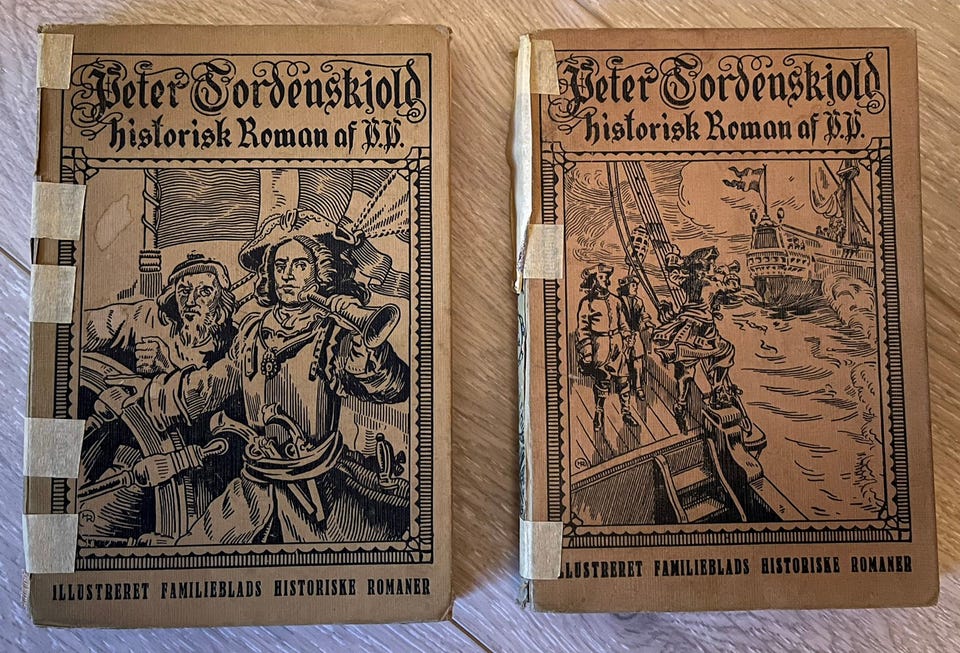 Peter Tordenskjold
historisk Roman af P.P.
ILLUSTRERET FAMILIEBLADS HISTORISKE ROMANER
Peter Tordenskjold
historisk Roman af P.P.
ILLUSTRERET FAMILIEBLADS HISTORISKE ROMANER